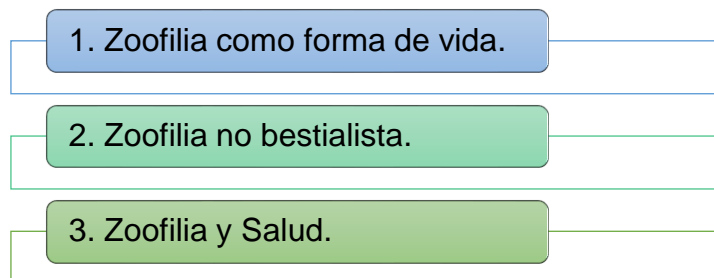 1. Zoofilia como forma de vida.
2. Zoofilia no bestialista.
3. Zoofilia y Salud.